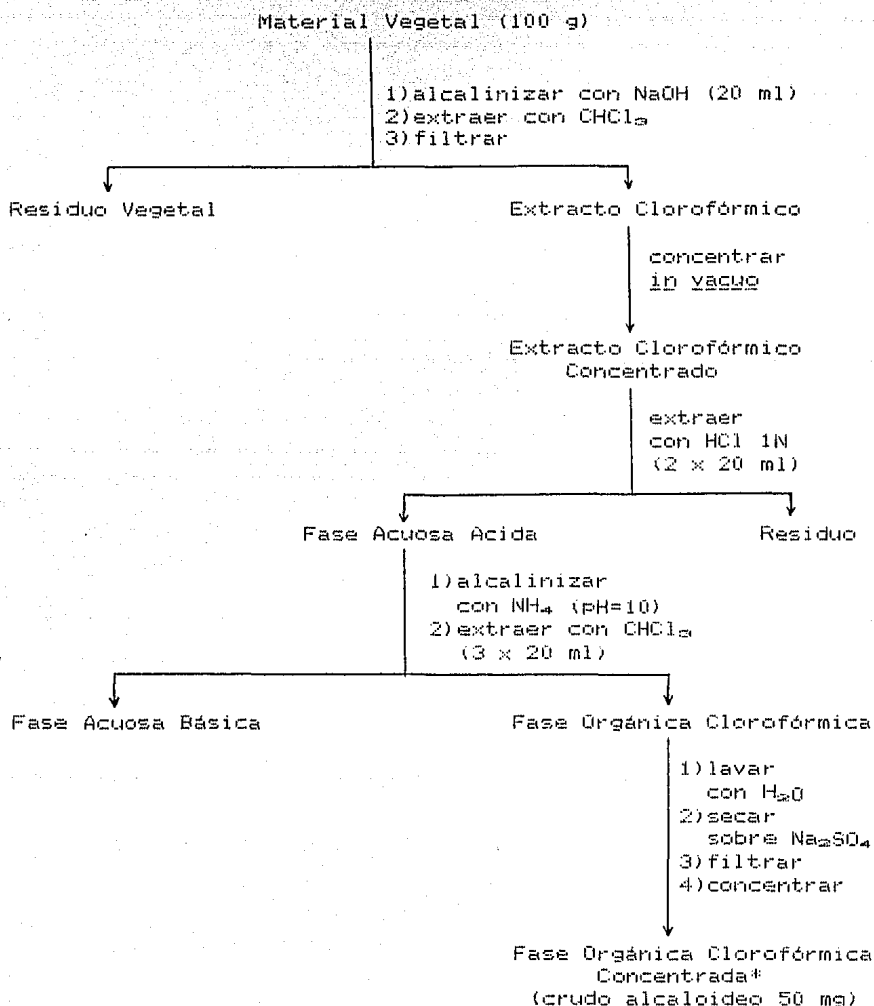 Material Vegetal (100 g)
1)alcalinizar con NaOH (20 ml)
2)extraer con CHCl₃
3)filtrar
Residuo Vegetal
Extracto Clorofórmico
concentrar
in vacuo
Extracto Clorofórmico
Concentrado
extraer
con HCl 1N
(2 x 20 ml)
Fase Acuosa Acida
Residuo
1)alcalinizar
con NH₄ (pH=10)
2)extraer con CHCl₃
(3 x 20 ml)
Fase Acuosa Básica
Fase Orgánica Clorofórmica
1)lavar
con H₂O
2)secar
sobre Na₂SO₄
3)filtrar
4)concentrar
Fase Orgánica Clorofórmica
Concentrada*
(crudo alcaloideo 50 mg)